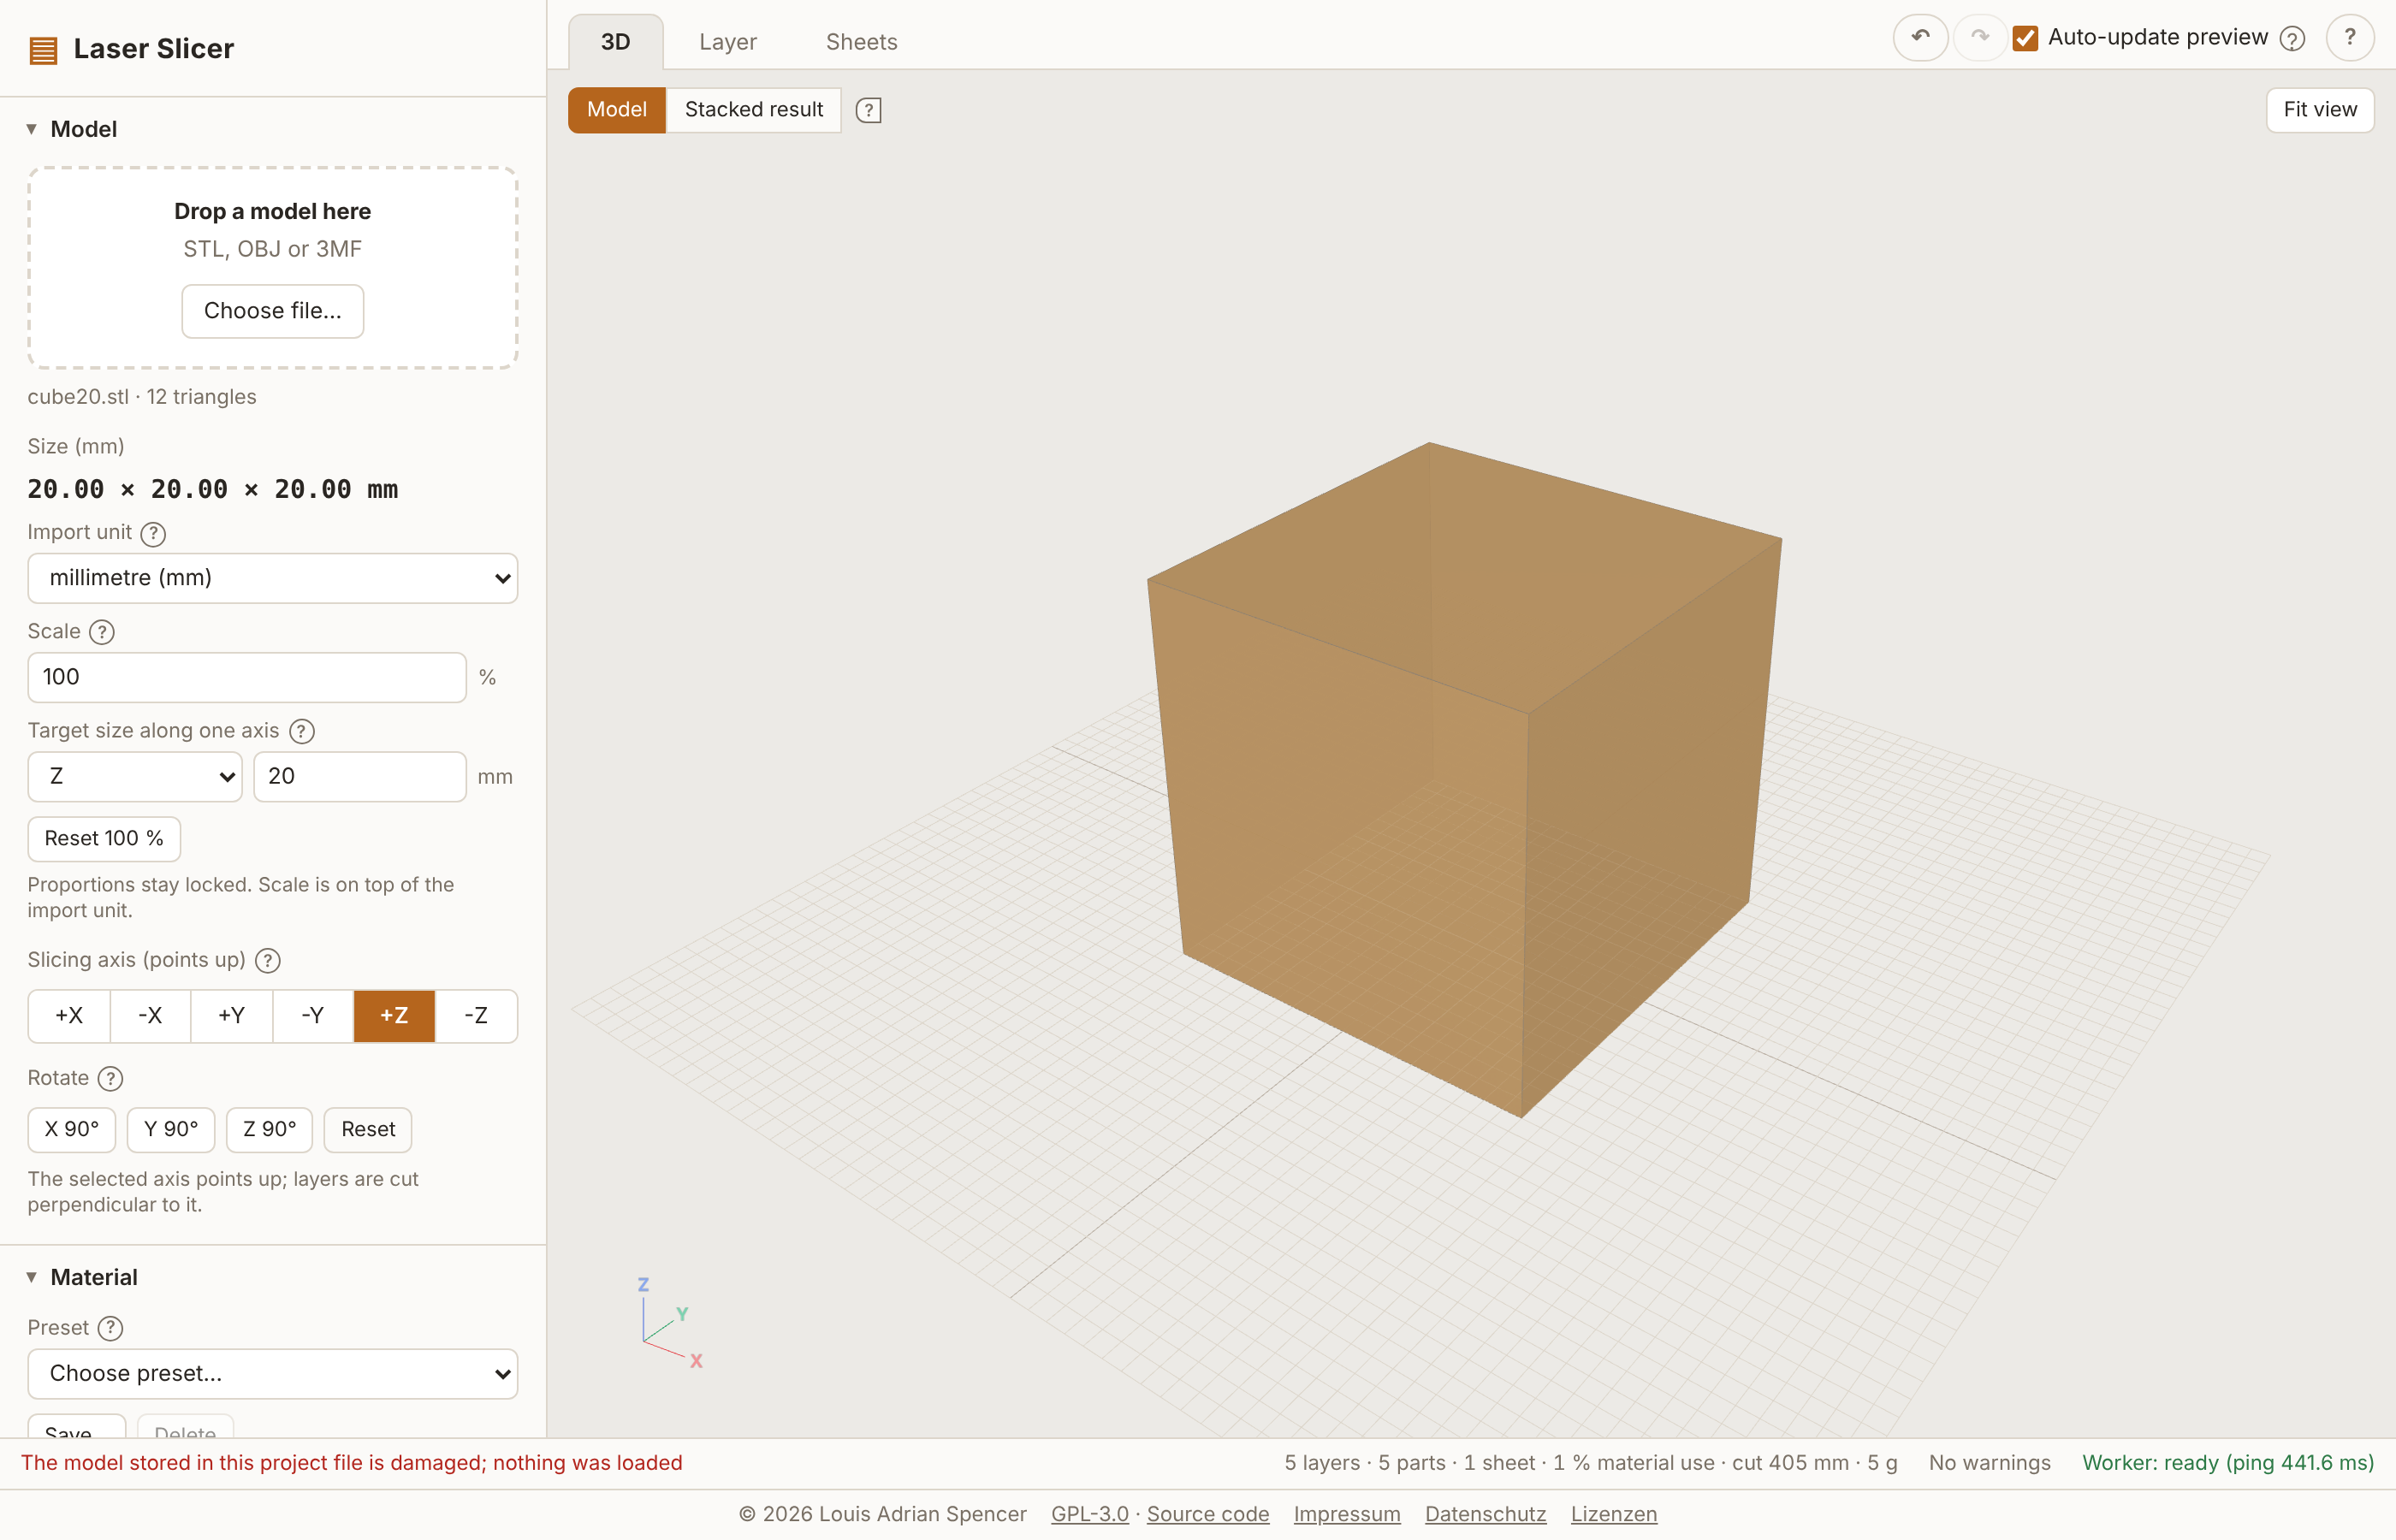 Laser Slicer
3D
Layer
Sheets
Auto-update preview ?
?
▼ Model
Model
Stacked result
?
Fit view
Drop a model here
STL, OBJ or 3MF
Choose file…
cube20.stl · 12 triangles
Size (mm)
20.00 × 20.00 × 20.00 mm
Import unit ?
millimetre (mm)
Scale ?
100 %
Target size along one axis ?
Z
20 mm
Reset 100 %
Proportions stay locked. Scale is on top of the
import unit.
Slicing axis (points up) ?
+X -X +Y -Y +Z -Z
Rotate ?
X 90° Y 90° Z 90° Reset
The selected axis points up; layers are cut
perpendicular to it.
▼ Material
Preset ?
Choose preset…
Save… Delete
Z
Y
X
The model stored in this project file is damaged; nothing was loaded
5 layers · 5 parts · 1 sheet · 1 % material use · cut 405 mm · 5 g
No warnings
Worker: ready (ping 441.6 ms)
© 2026 Louis Adrian Spencer GPL-3.0 · Source code Impressum Datenschutz Lizenzen